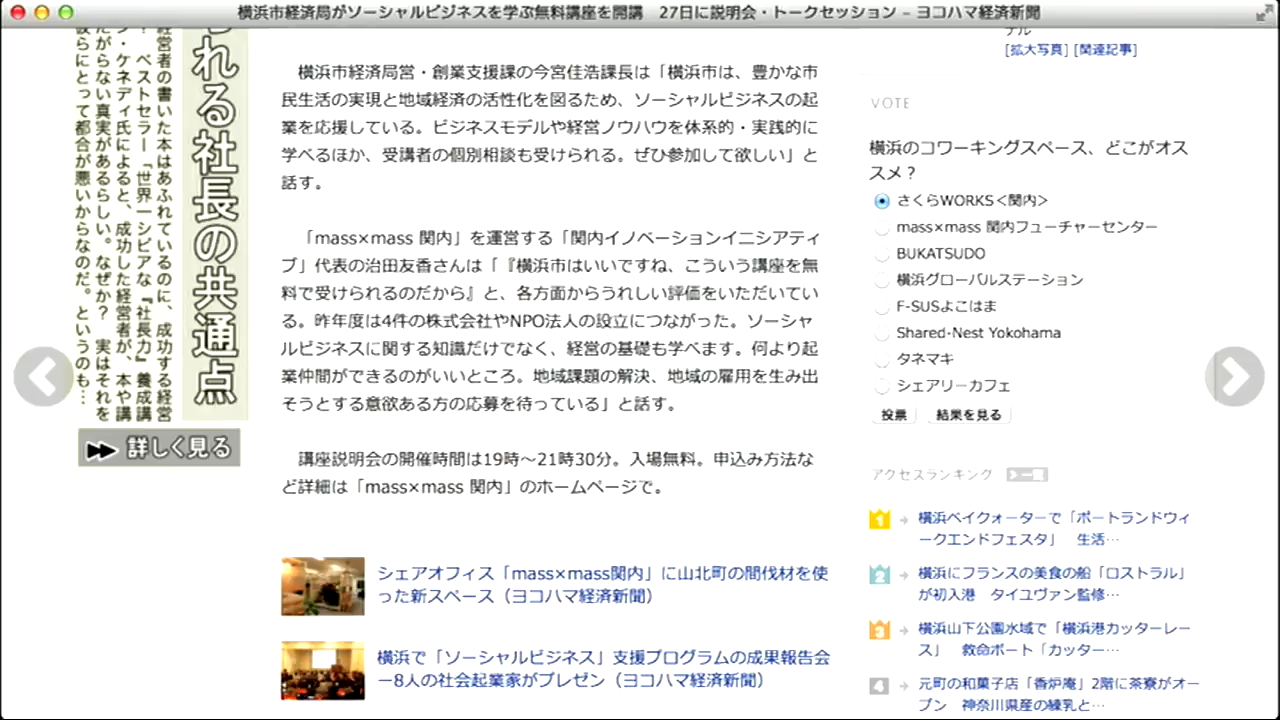 横浜市経済局がソーシャルビジネスを学ぶ無料講座を開講　27日に説明会・トークセッション – ヨコハマ経済新聞
られる社長の共通点
経営者の書いた本はあふれているのに、成功する経営
ベストセラー「世界一シビアな『社長力』養成講
ン・ケネディ氏によると、成功した経営者が、本や講
たがらない真実があるらしい。なぜか？　実はそれを
彼らにとって都合が悪いからなのだ。というのも…
詳しく見る
横浜市経済局営・創業支援課の今宮住浩課長は「横浜市は、豊かな市
民生活の実現と地域経済の活性化を図るため、ソーシャルビジネスの起
業を応援している。ビジネスモデルや経営ノウハウを体系的・実践的に
学べるほか、受講者の個別相談も受けられる。ぜひ参加して欲しい」と
話す。
「mass×mass 関内」を運営する「関内イノベーションイニシアティ
ブ」代表の治田友香さんは「『横浜市はいいですね、こういう講座を無
料で受けられるのだから』と、各方面からうれしい評価をいただいてい
る。昨年度は4件の株式会社やNPO法人の設立につながった。ソーシャ
ルビジネスに関する知識だけでなく、経営の基礎も学べます。何より起
業仲間ができるのがいいところ。地域課題の解決、地域の雇用を生み出
そうとする意欲ある方の応募を待っている」と話す。
講座説明会の開催時間は19時～21時30分。入場無料。申込み方法な
ど詳細は「mass×mass 関内」のホームページで。
シェアオフィス「mass×mass関内」に山北町の間伐材を使
った新スペース（ヨコハマ経済新聞）
横浜で「ソーシャルビジネス」支援プログラムの成果報告会
－8人の社会起業家がプレゼン（ヨコハマ経済新聞）
デル
[拡大写真] [関連記事]
VOTE
横浜のコワーキングスペース、どこがオス
スメ？
さくらWORKS＜関内＞
mass×mass 関内フューチャーセンター
BUKATSUDO
横浜グローバルステーション
F-SUSよこはま
Shared-Nest Yokohama
タネマキ
シェアリーカフェ
投票　結果を見る
アクセスランキング　一覧
1 横浜ベイクォーターで「ポートランドウィ
ークエンドフェスタ」　生活…
2 横浜にフランスの美食の船「ロストラル」
が初入港　タイユヴァン監修…
3 横浜山下公園水域で「横浜港カッターレー
ス」　救命ボート「カッター…
4 元町の和菓子店「香炉庵」2階に茶寮がオー
プン　神奈川県産の練乳と…